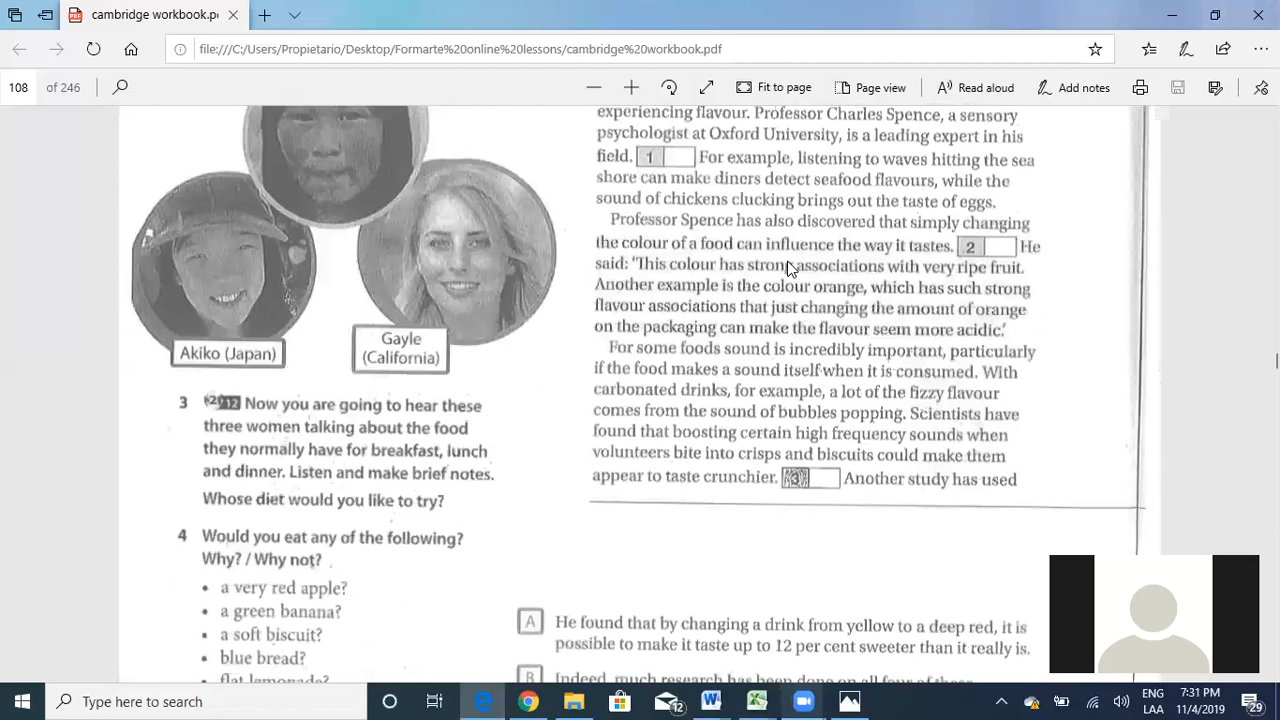 cambridge workbook.p
file:///C:/Users/Propietario/Desktop/Formarte%20online%20lessons/cambridge%20workbook.pdf
108 of 246
Fit to page
Page view
Read aloud
Add notes
Akiko (Japan)
Gayle
(California)
3 Now you are going to hear these
three women talking about the food
they normally have for breakfast, lunch
and dinner. Listen and make brief notes.
Whose diet would you like to try?
4 Would you eat any of the following?
Why? / Why not?
• a very red apple?
• a green banana?
• a soft biscuit?
• blue bread?
• flat lemonade?
experiencing flavour. Professor Charles Spence, a sensory
psychologist at Oxford University, is a leading expert in his
field. 1 For example, listening to waves hitting the sea
shore can make diners detect seafood flavours, while the
sound of chickens clucking brings out the taste of eggs.
Professor Spence has also discovered that simply changing
the colour of a food can influence the way it tastes. 2 He
said: 'This colour has strong associations with very ripe fruit.
Another example is the colour orange, which has such strong
flavour associations that just changing the amount of orange
on the packaging can make the flavour seem more acidic.'
For some foods sound is incredibly important, particularly
if the food makes a sound itself when it is consumed. With
carbonated drinks, for example, a lot of the fizzy flavour
comes from the sound of bubbles popping. Scientists have
found that boosting certain high frequency sounds when
volunteers bite into crisps and biscuits could make them
appear to taste crunchier. 3 Another study has used
A He found that by changing a drink from yellow to a deep red, it is
possible to make it taste up to 12 per cent sweeter than it really is.
B Indeed, much research has been done on all four of these
Type here to search
12
ENG
LAA
7:31 PM
11/4/2019
29